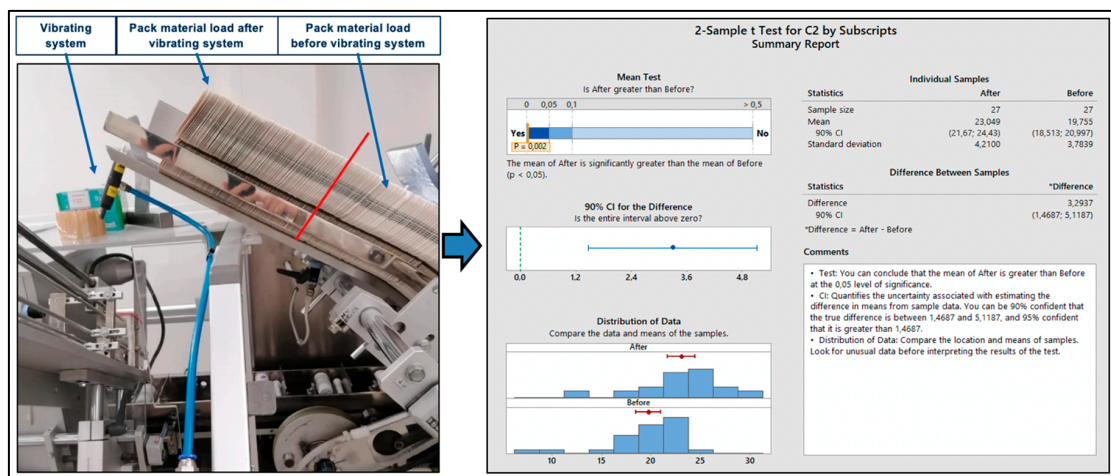 Vibrating
system
Pack material load after
vibrating system
Pack material load
before vibrating system
2-Sample t Test for C2 by Subscripts
Summary Report
Mean Test
Is After greater than Before?
0 0,05 0,1 > 0,5
Yes No
P = 0,002
The mean of After is significantly greater than the mean of Before
(p < 0,05).
90% CI for the Difference
Is the entire interval above zero?
0.0 1.2 2.4 3.6 4.8
Distribution of Data
Compare the data and means of the samples.
After
Before
10 15 20 25 30
Individual Samples
Statistics After Before
Sample size 27 27
Mean 23,049 19,755
90% CI (21,67; 24,43) (18,513; 20,997)
Standard deviation 4,2100 3,7839
Difference Between Samples
Statistics *Difference
Difference 3,2937
90% CI (1,4687; 5,1187)
*Difference = After - Before
Comments
• Test: You can conclude that the mean of After is greater than Before
at the 0,05 level of significance.
• CI: Quantifies the uncertainty associated with estimating the
difference in means from sample data. You can be 90% confident that
the true difference is between 1,4687 and 5,1187, and 95% confident
that it is greater than 1,4687.
• Distribution of Data: Compare the location and means of samples.
Look for unusual data before interpreting the results of the test.